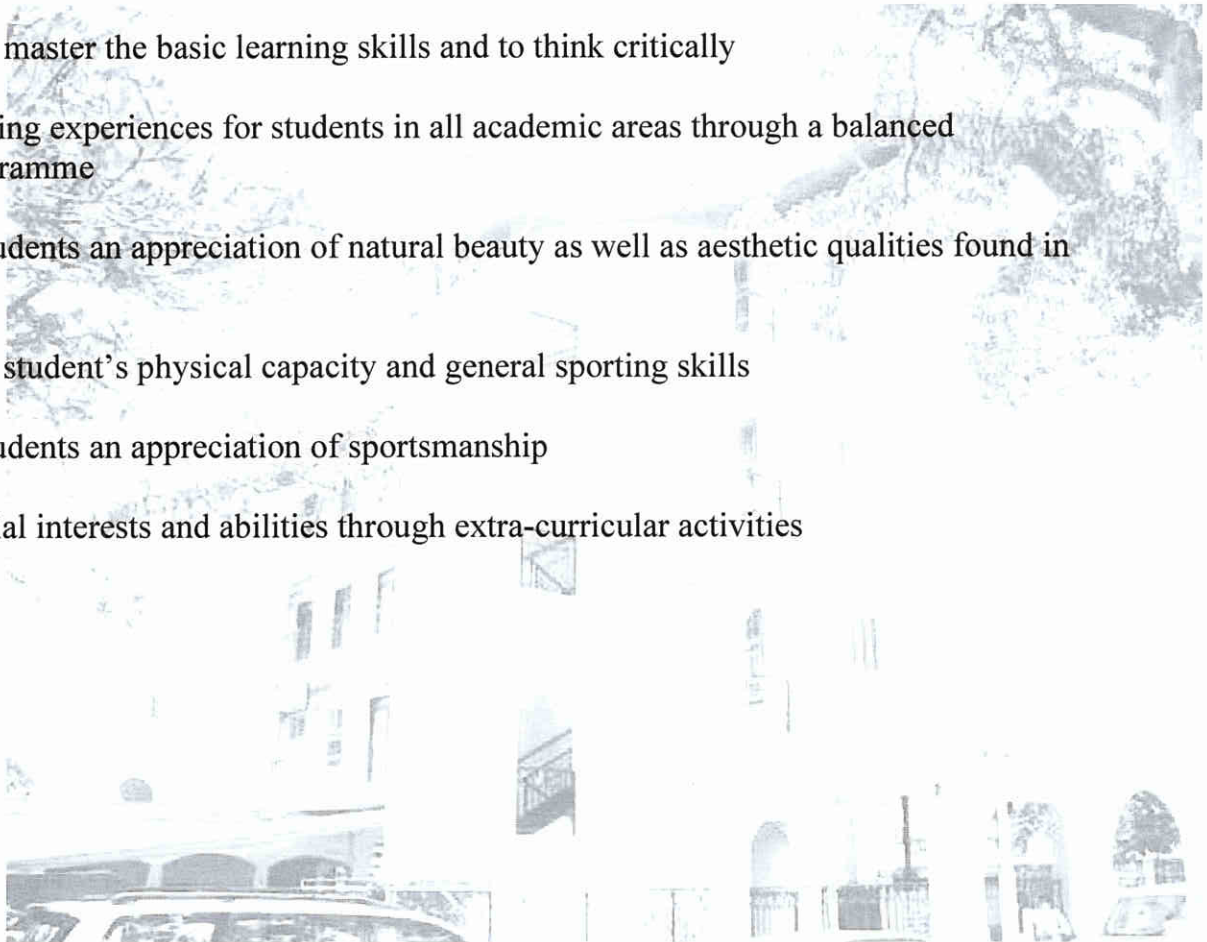 master the basic learning skills and to think critically
ing experiences for students in all academic areas through a balanced
ramme
udents an appreciation of natural beauty as well as aesthetic qualities found in
student's physical capacity and general sporting skills
udents an appreciation of sportsmanship
al interests and abilities through extra-curricular activities